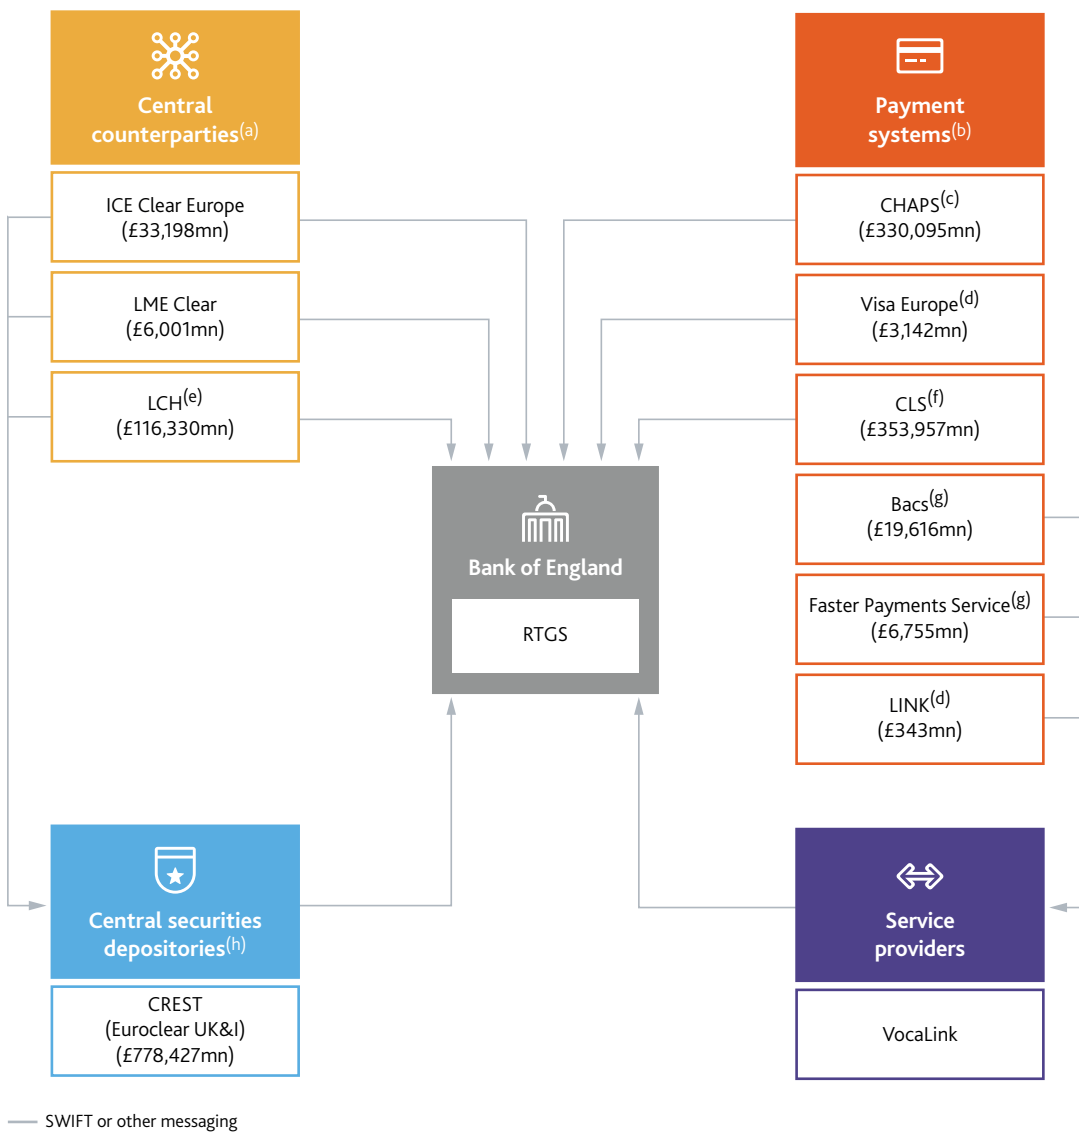 Central
counterparties(a)
ICE Clear Europe
(£33,198mn)
LME Clear
(£6,001mn)
LCH(e)
(£116,330mn)
Payment
systems(b)
CHAPS(c)
(£330,095mn)
Visa Europe(d)
(£3,142mn)
CLS(f)
(£353,957mn)
Bacs(g)
(£19,616mn)
Faster Payments Service(g)
(£6,755mn)
LINK(d)
(£343mn)
Bank of England
RTGS
Central securities
depositories(h)
CREST
(Euroclear UK&I)
(£778,427mn)
Service
providers
VocaLink
SWIFT or other messaging